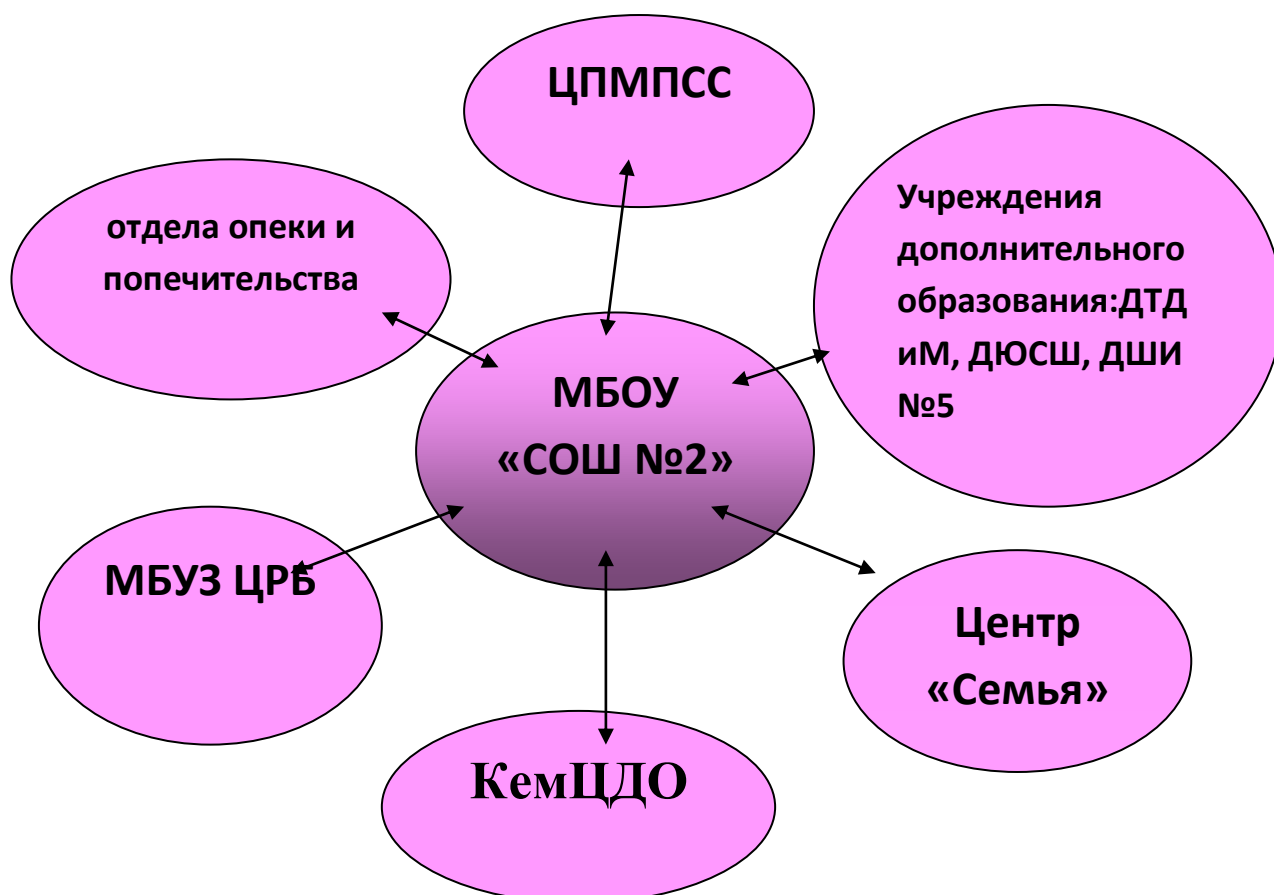 ЦПМПСС
отдела опеки и
попечительства
Учреждения
дополнительного
образования:ДТД
иМ, ДЮСШ, ДШИ
№5
МБОУ
«СОШ №2»
МБУЗ ЦРБ
Центр
«Семья»
КемЦДО